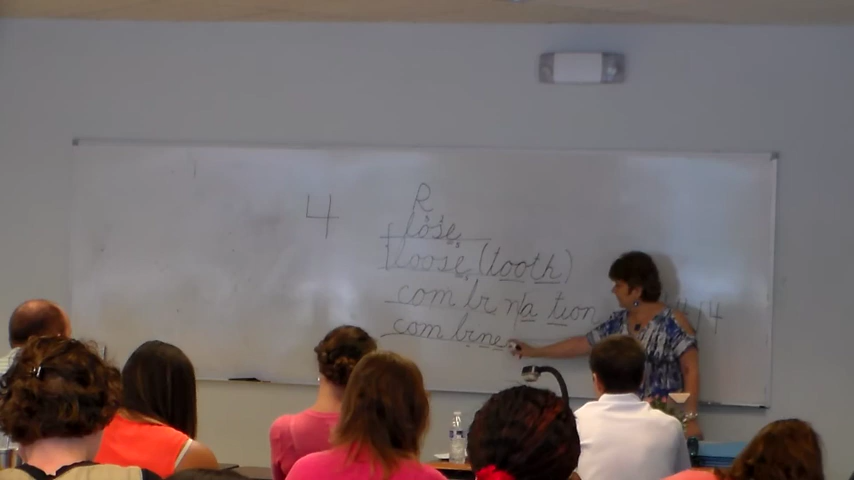 4 R
lose
loose (tooth)
com bi na tion
com bine